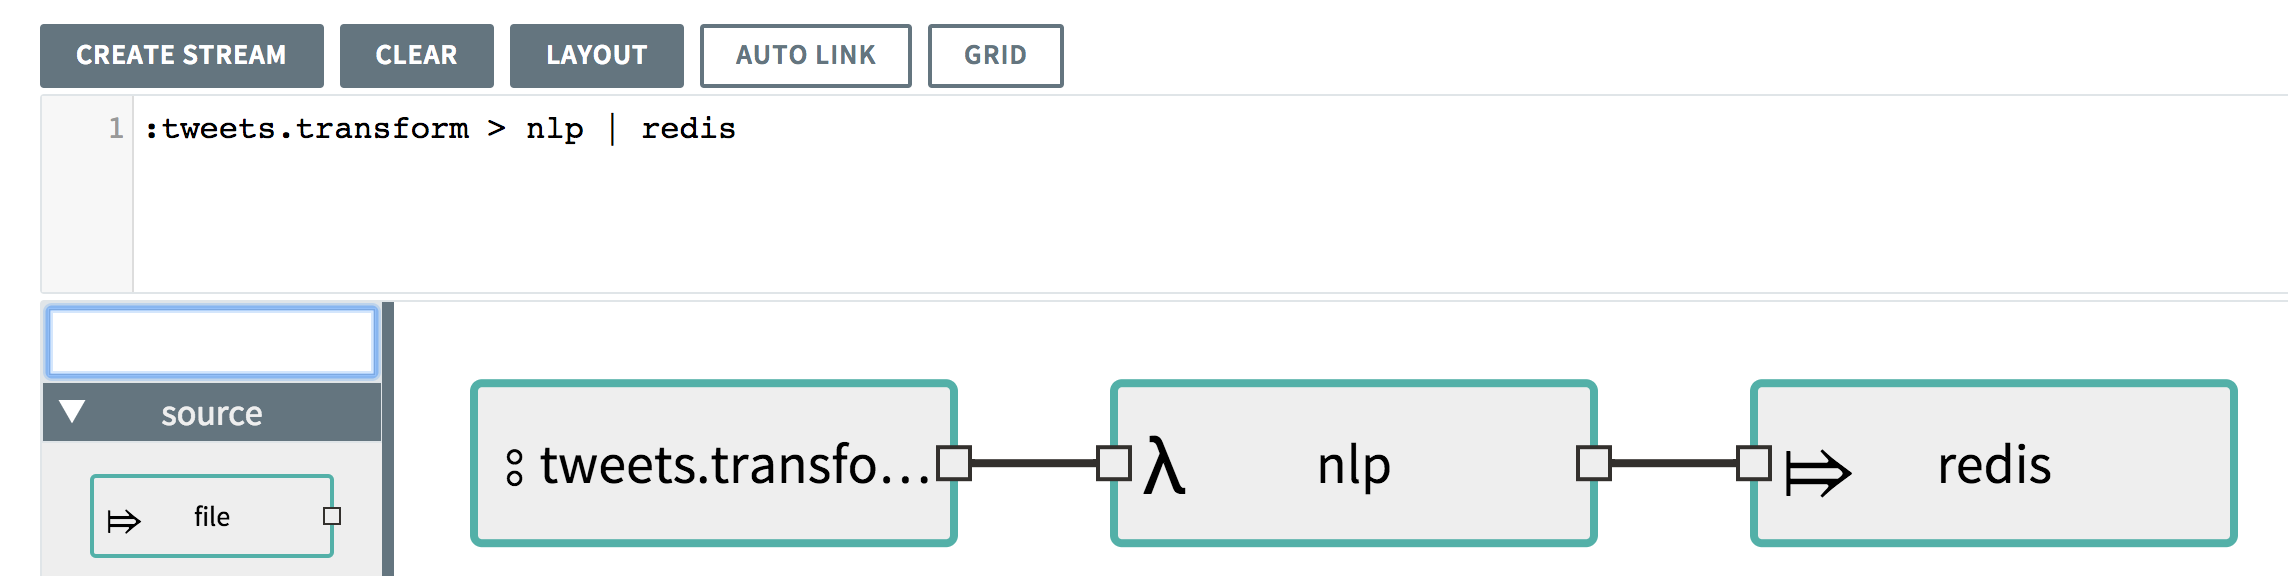 CREATE STREAM CLEAR LAYOUT AUTO LINK GRID
1 :tweets.transform > nlp | redis
source
tweets.transfo... λ nlp redis
file